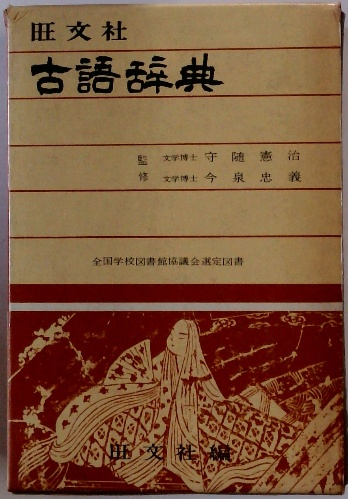 旺文社
古語辞典
監修
文学博士 守随憲治
文学博士 今泉忠義
全国学校図書館協議会選定図書
旺文社編